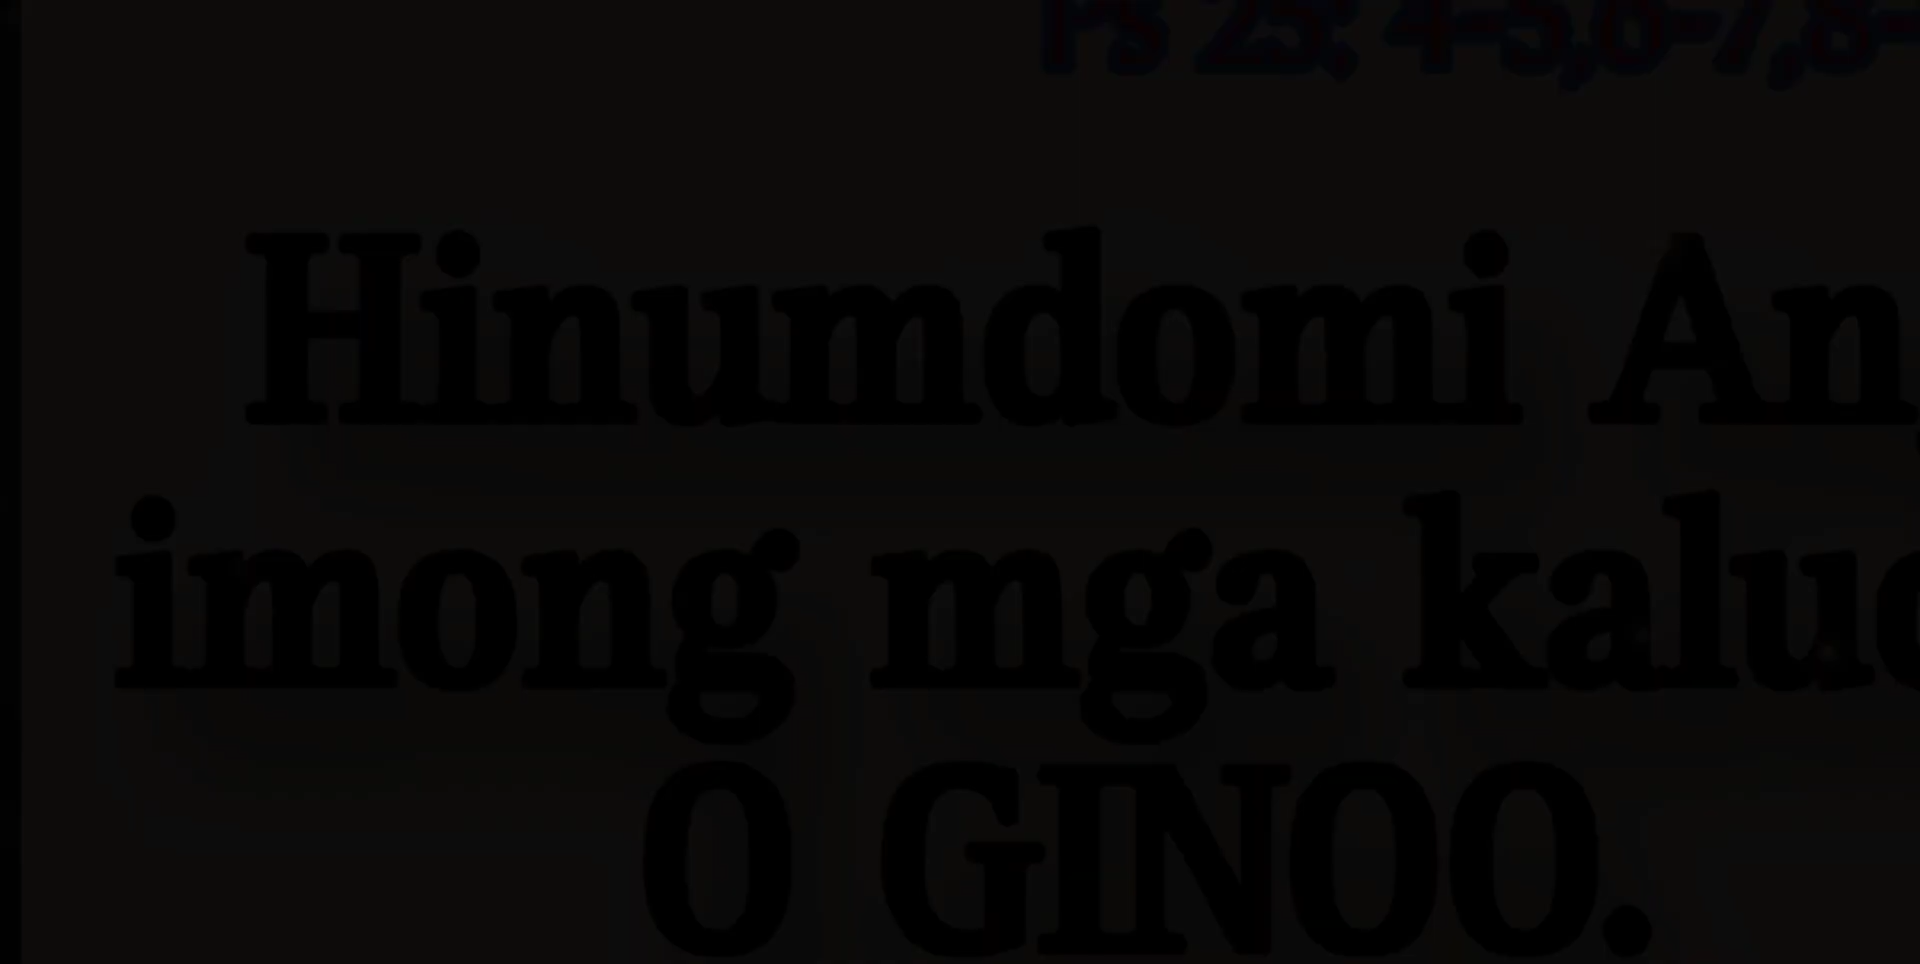 Ps 25: 4-5,6-7,8-
Hinumdomi An
imong mga kalu
O GINOO.